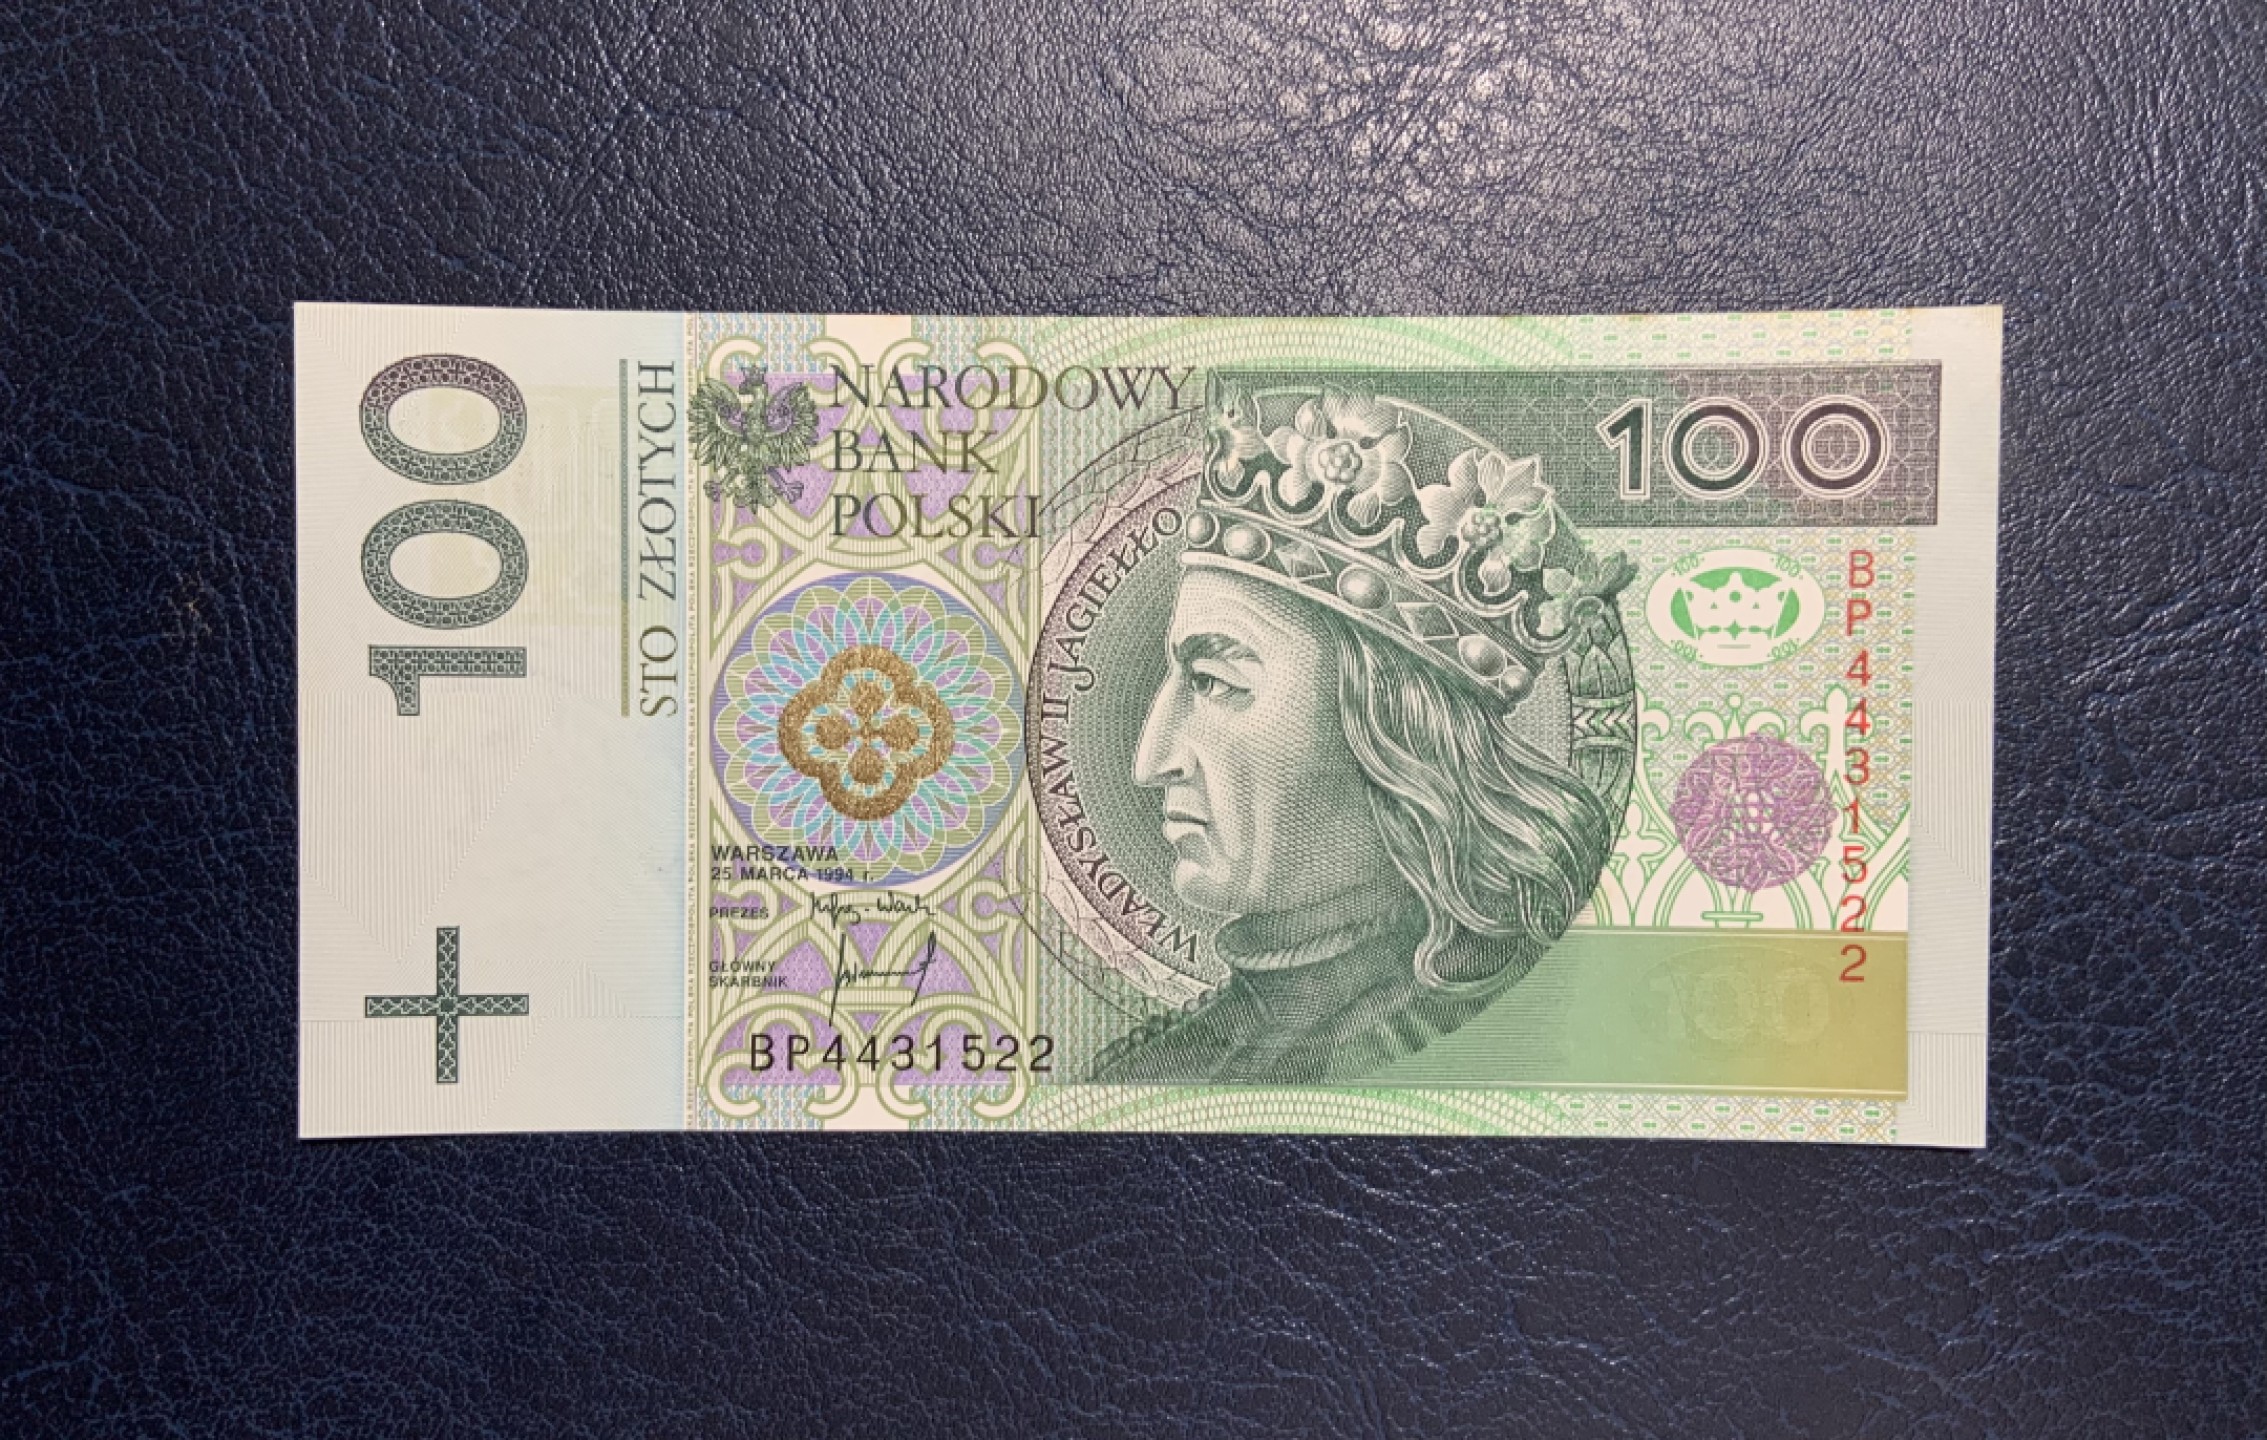 100
STO ZŁOTYCH
NARODOWY
BANK
POLSKI
WŁADYSŁAW II JAGIEŁŁO
100
BP4431522
WARSZAWA
25 MARCA 1994 r.
PREZES
GŁÓWNY
SKARBNIK
BP4431522
100